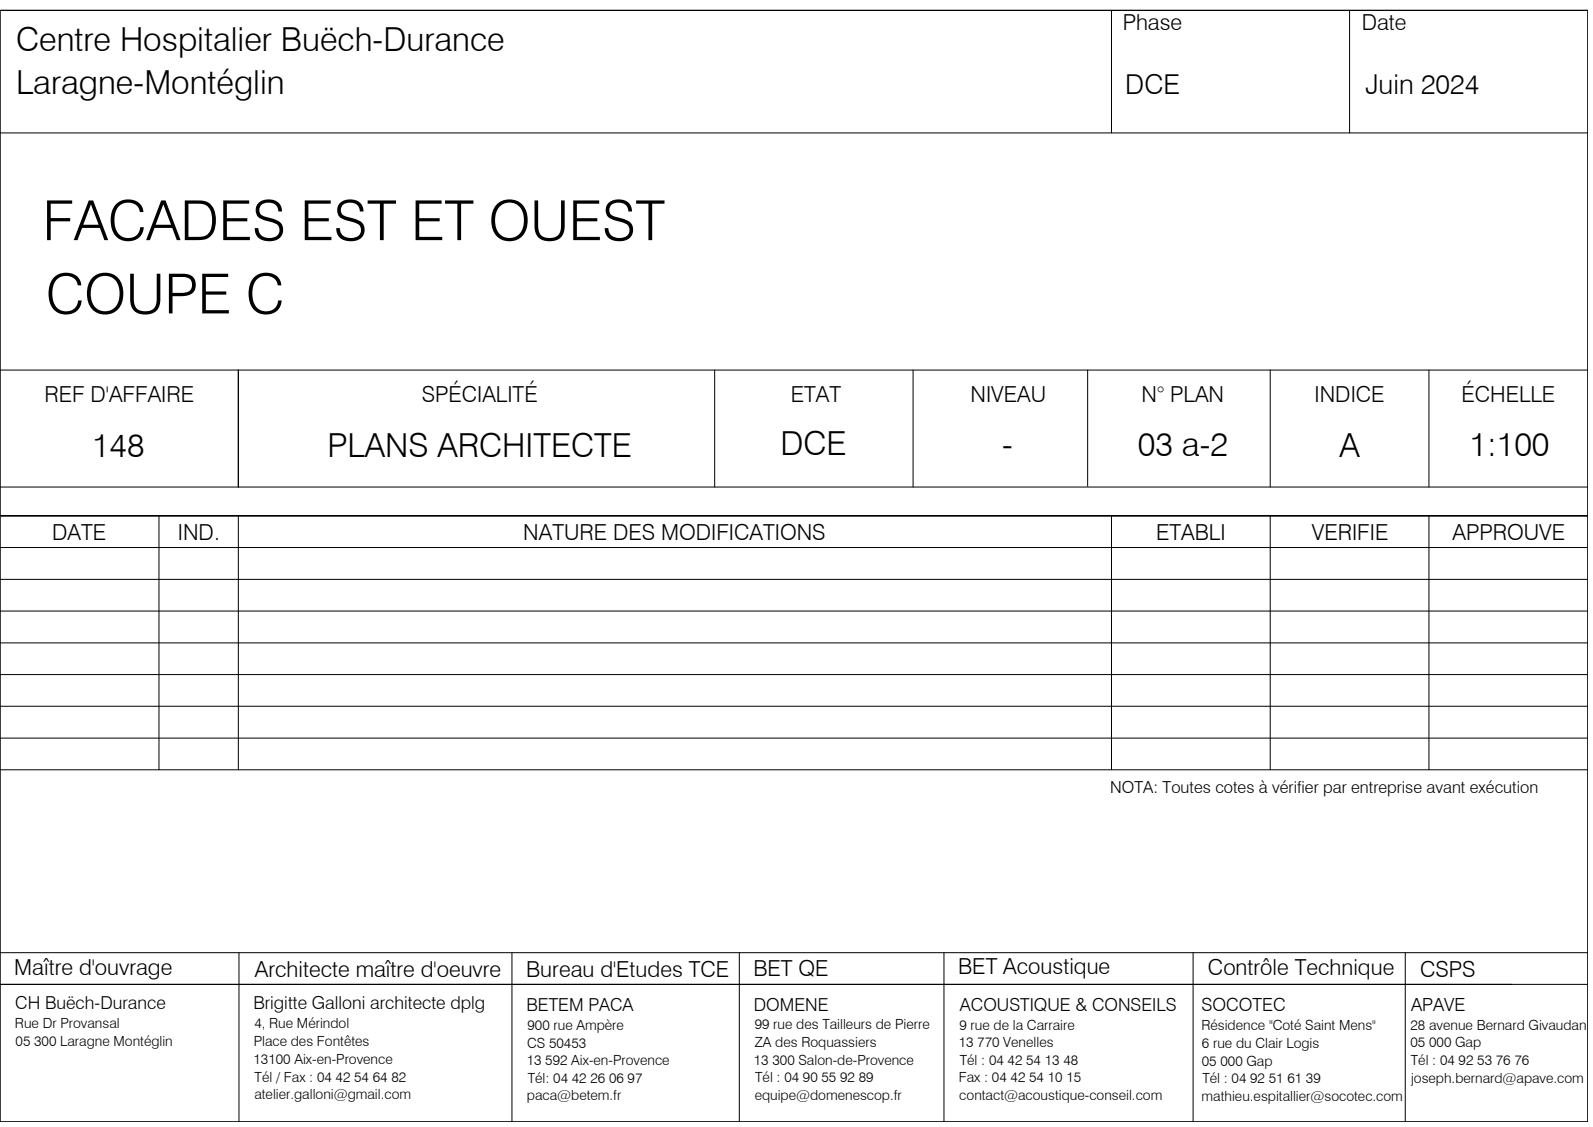 Centre Hospitalier Buëch-Durance
Laragne-Montéglin
Phase
DCE
Date
Juin 2024
FACADES EST ET OUEST
COUPE C
REF D'AFFAIRE
148
SPÉCIALITÉ
PLANS ARCHITECTE
ETAT
DCE
NIVEAU
-
N° PLAN
03 a-2
INDICE
A
ÉCHELLE
1:100
DATE
IND.
NATURE DES MODIFICATIONS
ETABLI
VERIFIE
APPROUVE
NOTA: Toutes cotes à vérifier par entreprise avant exécution
Maître d'ouvrage
CH Buëch-Durance
Rue Dr Provansal
05 300 Laragne Montéglin
Architecte maître d'oeuvre
Brigitte Galloni architecte dplg
4, Rue Mérindol
Place des Fontêtes
13100 Aix-en-Provence
Tél / Fax : 04 42 54 64 82
atelier.galloni@gmail.com
Bureau d'Etudes TCE
BETEM PACA
900 rue Ampère
CS 50453
13 592 Aix-en-Provence
Tél: 04 42 26 06 97
paca@betem.fr
BET QE
DOMENE
99 rue des Tailleurs de Pierre
ZA des Roquassiers
13 300 Salon-de-Provence
Tél : 04 90 55 92 89
equipe@domenescop.fr
BET Acoustique
ACOUSTIQUE & CONSEILS
9 rue de la Carraire
13 770 Venelles
Tél : 04 42 54 13 48
Fax : 04 42 54 10 15
contact@acoustique-conseil.com
Contrôle Technique
SOCOTEC
Résidence "Coté Saint Mens"
6 rue du Clair Logis
05 000 Gap
Tél : 04 92 51 61 39
mathieu.espitallier@socotec.com
CSPS
APAVE
28 avenue Bernard Givaudan
05 000 Gap
Tél : 04 92 53 76 76
joseph.bernard@apave.com